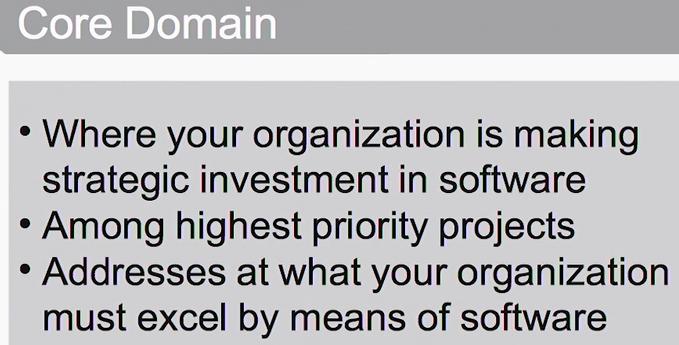 Core Domain
• Where your organization is making
strategic investment in software
• Among highest priority projects
• Addresses at what your organization
must excel by means of software